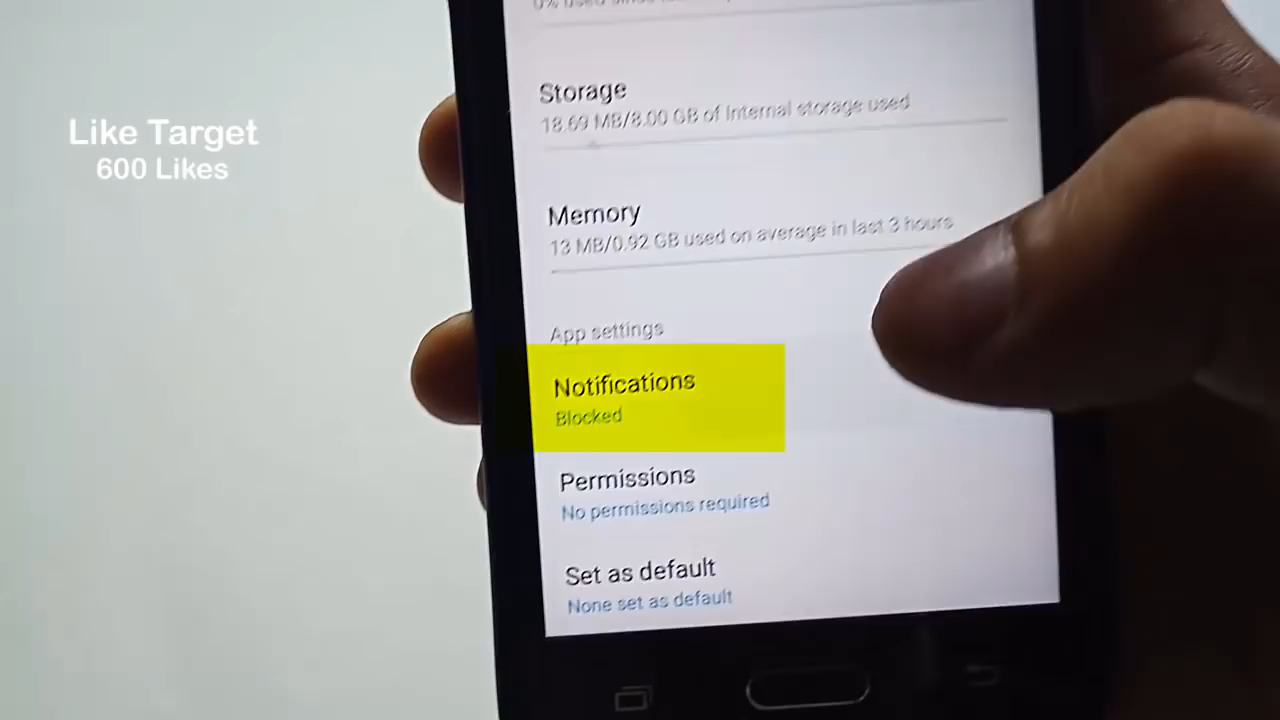 Like Target
600 Likes
Storage
18.69 MB/8.00 GB of Internal storage used
Memory
13 MB/0.92 GB used on average in last 3 hours
App settings
Notifications
Blocked
Permissions
No permissions required
Set as default
None set as default